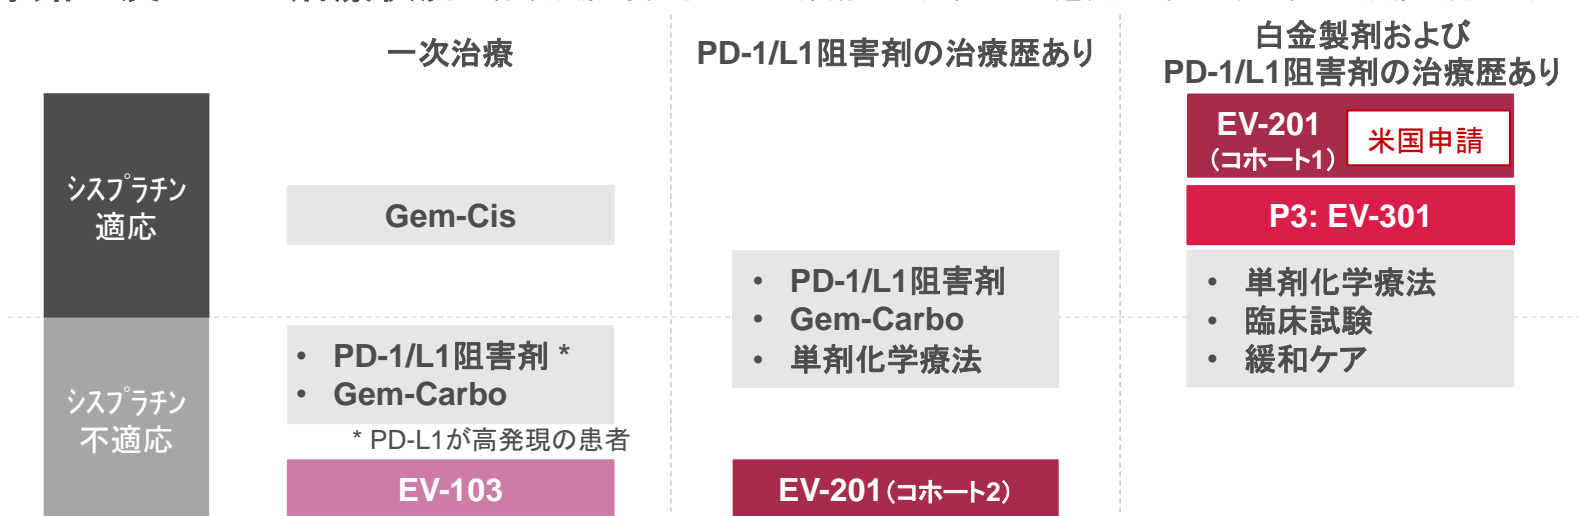 一次治療
PD-1/L1阻害剤の治療歴あり
白金製剤および
PD-1/L1阻害剤の治療歴あり
シスプラチン
適応
Gem-Cis
• PD-1/L1阻害剤
• Gem-Carbo
• 単剤化学療法
EV-201
（コホート1）
米国申請
P3: EV-301
• 単剤化学療法
• 臨床試験
• 緩和ケア
シスプラチン
不適応
• PD-1/L1阻害剤 *
• Gem-Carbo
* PD-L1が高発現の患者
EV-103
EV-201（コホート2）